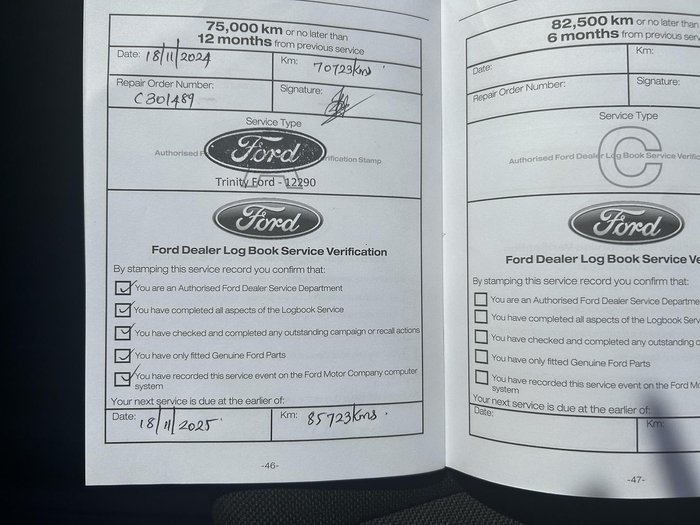 75,000 km or no later than
12 months from previous service
Date: 18/11/2024
Km: 70723kms
Repair Order Number:
C301489
Signature:
Service Type
Authorised F
Ford
rification Stamp
A
Trinity Ford - 12290
Ford
Ford Dealer Log Book Service Verification
By stamping this service record you confirm that:
You are an Authorised Ford Dealer Service Department
You have completed all aspects of the Logbook Service
You have checked and completed any outstanding campaign or recall actions
You have only fitted Genuine Ford Parts
You have recorded this service event on the Ford Motor Company computer
system
Your next service is due at the earlier of:
Date: 18/11/2025
Km: 85723kms.
-46-
82,500 km or no later than
6 months from previous serv
Date:
Km:
Repair Order Number:
Signature:
Service Type
C
Authorised Ford Dealer Log Book Service Verific
Ford
Ford Dealer Log Book Service Ve
By stamping this service record you confirm that:
You are an Authorised Ford Dealer Service Departme
You have completed all aspects of the Logbook Serv
You have checked and completed any outstanding c
You have only fitted Genuine Ford Parts
You have recorded this service event on the Ford Mo
system
Your next service is due at the earlier of:
Date:
Km:
-47-